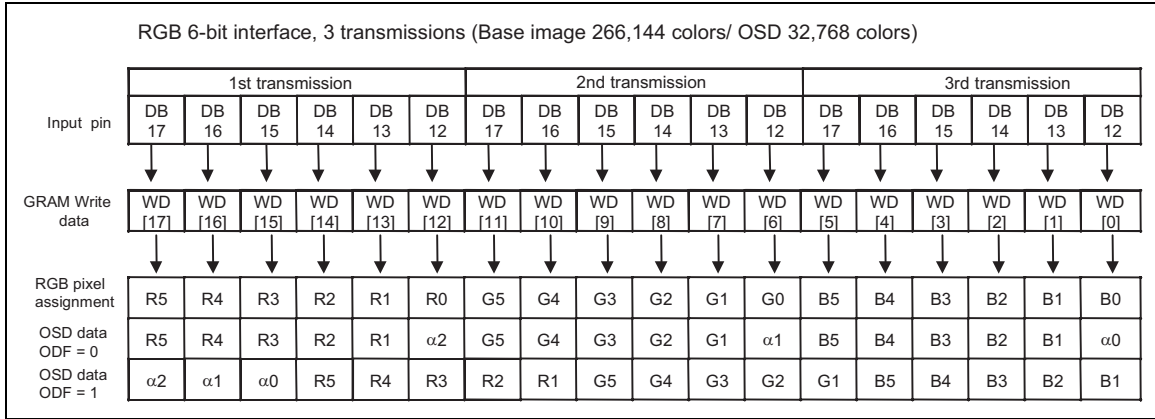 RGB 6-bit interface, 3 transmissions (Base image 266,144 colors/ OSD 32,768 colors)
1st transmission 2nd transmission 3rd transmission
Input pin DB 17 DB 16 DB 15 DB 14 DB 13 DB 12 DB 17 DB 16 DB 15 DB 14 DB 13 DB 12 DB 17 DB 16 DB 15 DB 14 DB 13 DB 12
GRAM Write data WD [17] WD [16] WD [15] WD [14] WD [13] WD [12] WD [11] WD [10] WD [9] WD [8] WD [7] WD [6] WD [5] WD [4] WD [3] WD [2] WD [1] WD [0]
RGB pixel assignment R5 R4 R3 R2 R1 R0 G5 G4 G3 G2 G1 G0 B5 B4 B3 B2 B1 B0
OSD data ODF = 0 R5 R4 R3 R2 R1 α2 G5 G4 G3 G2 G1 α1 B5 B4 B3 B2 B1 α0
OSD data ODF = 1 α2 α1 α0 R5 R4 R3 R2 R1 G5 G4 G3 G2 G1 B5 B4 B3 B2 B1